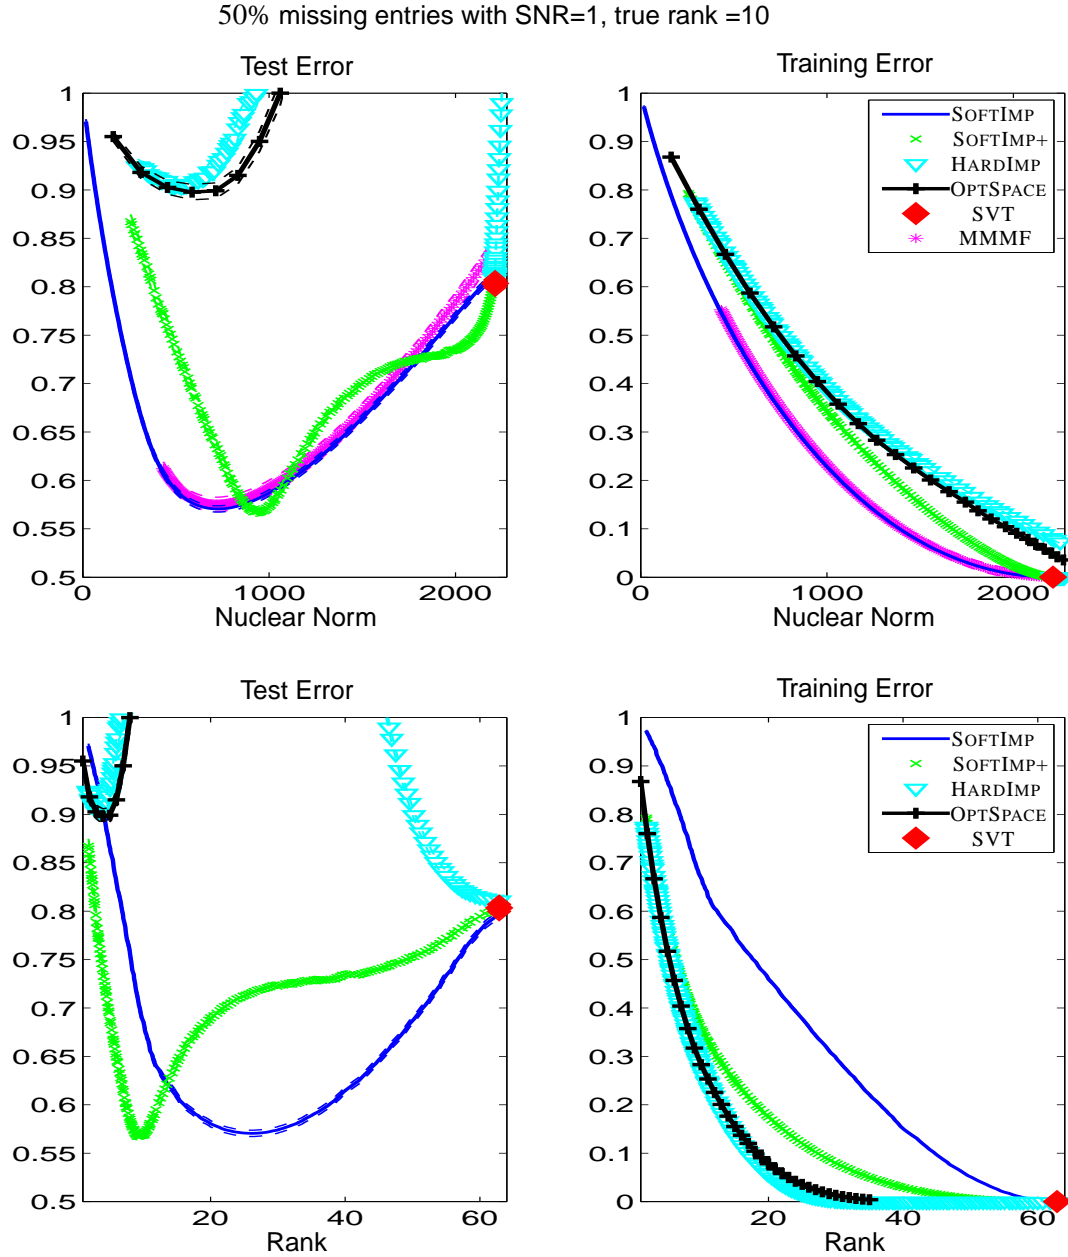 50% missing entries with SNR=1, true rank =10
Test Error
1
0.95
0.9
0.85
0.8
0.75
0.7
0.65
0.6
0.55
0.5
0 1000 2000
Nuclear Norm
Training Error
1
0.9
0.8
0.7
0.6
0.5
0.4
0.3
0.2
0.1
0
0 1000 2000
Nuclear Norm
SOFTIMP
SOFTIMP+
HARDIMP
OPTSPACE
SVT
MMMF
Test Error
1
0.95
0.9
0.85
0.8
0.75
0.7
0.65
0.6
0.55
0.5
20 40 60
Rank
Training Error
1
0.9
0.8
0.7
0.6
0.5
0.4
0.3
0.2
0.1
0
20 40 60
Rank
SOFTIMP
SOFTIMP+
HARDIMP
OPTSPACE
SVT